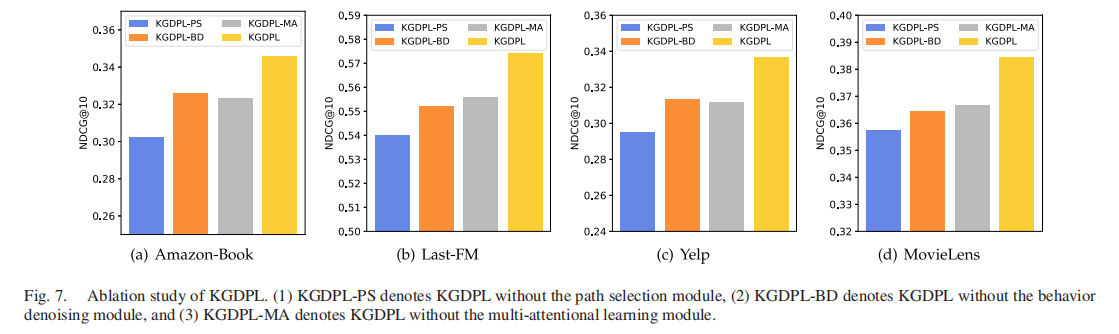 KGDPL-PS KGDPL-MA
KGDPL-BD KGDPL
NDCG@10
0.36
0.34
0.32
0.30
0.28
0.26
(a) Amazon-Book
KGDPL-PS KGDPL-MA
KGDPL-BD KGDPL
NDCG@10
0.59
0.58
0.57
0.56
0.55
0.54
0.53
0.52
0.51
0.50
(b) Last-FM
KGDPL-PS KGDPL-MA
KGDPL-BD KGDPL
NDCG@10
0.36
0.34
0.32
0.30
0.28
0.26
0.24
(c) Yelp
KGDPL-PS KGDPL-MA
KGDPL-BD KGDPL
NDCG@10
0.40
0.39
0.38
0.37
0.36
0.35
0.34
0.33
0.32
(d) MovieLens
Fig. 7. Ablation study of KGDPL. (1) KGDPL-PS denotes KGDPL without the path selection module, (2) KGDPL-BD denotes KGDPL without the behavior
denoising module, and (3) KGDPL-MA denotes KGDPL without the multi-attentional learning module.